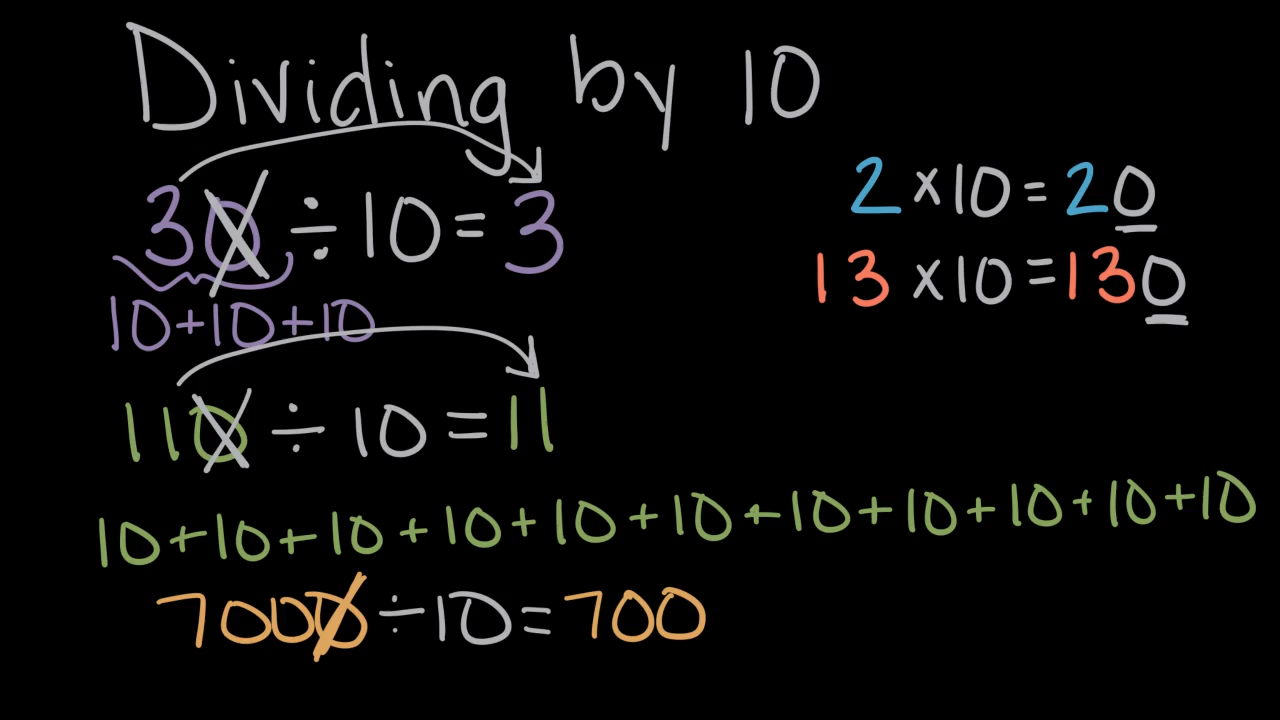 Dividing by 10
30 ÷ 10 = 3
2 × 10 = 20
13 × 10 = 130
10 + 10 + 10
110 ÷ 10 = 11
10 + 10 + 10 + 10 + 10 + 10 + 10 + 10 + 10 + 10 + 10
7000 ÷ 10 = 700